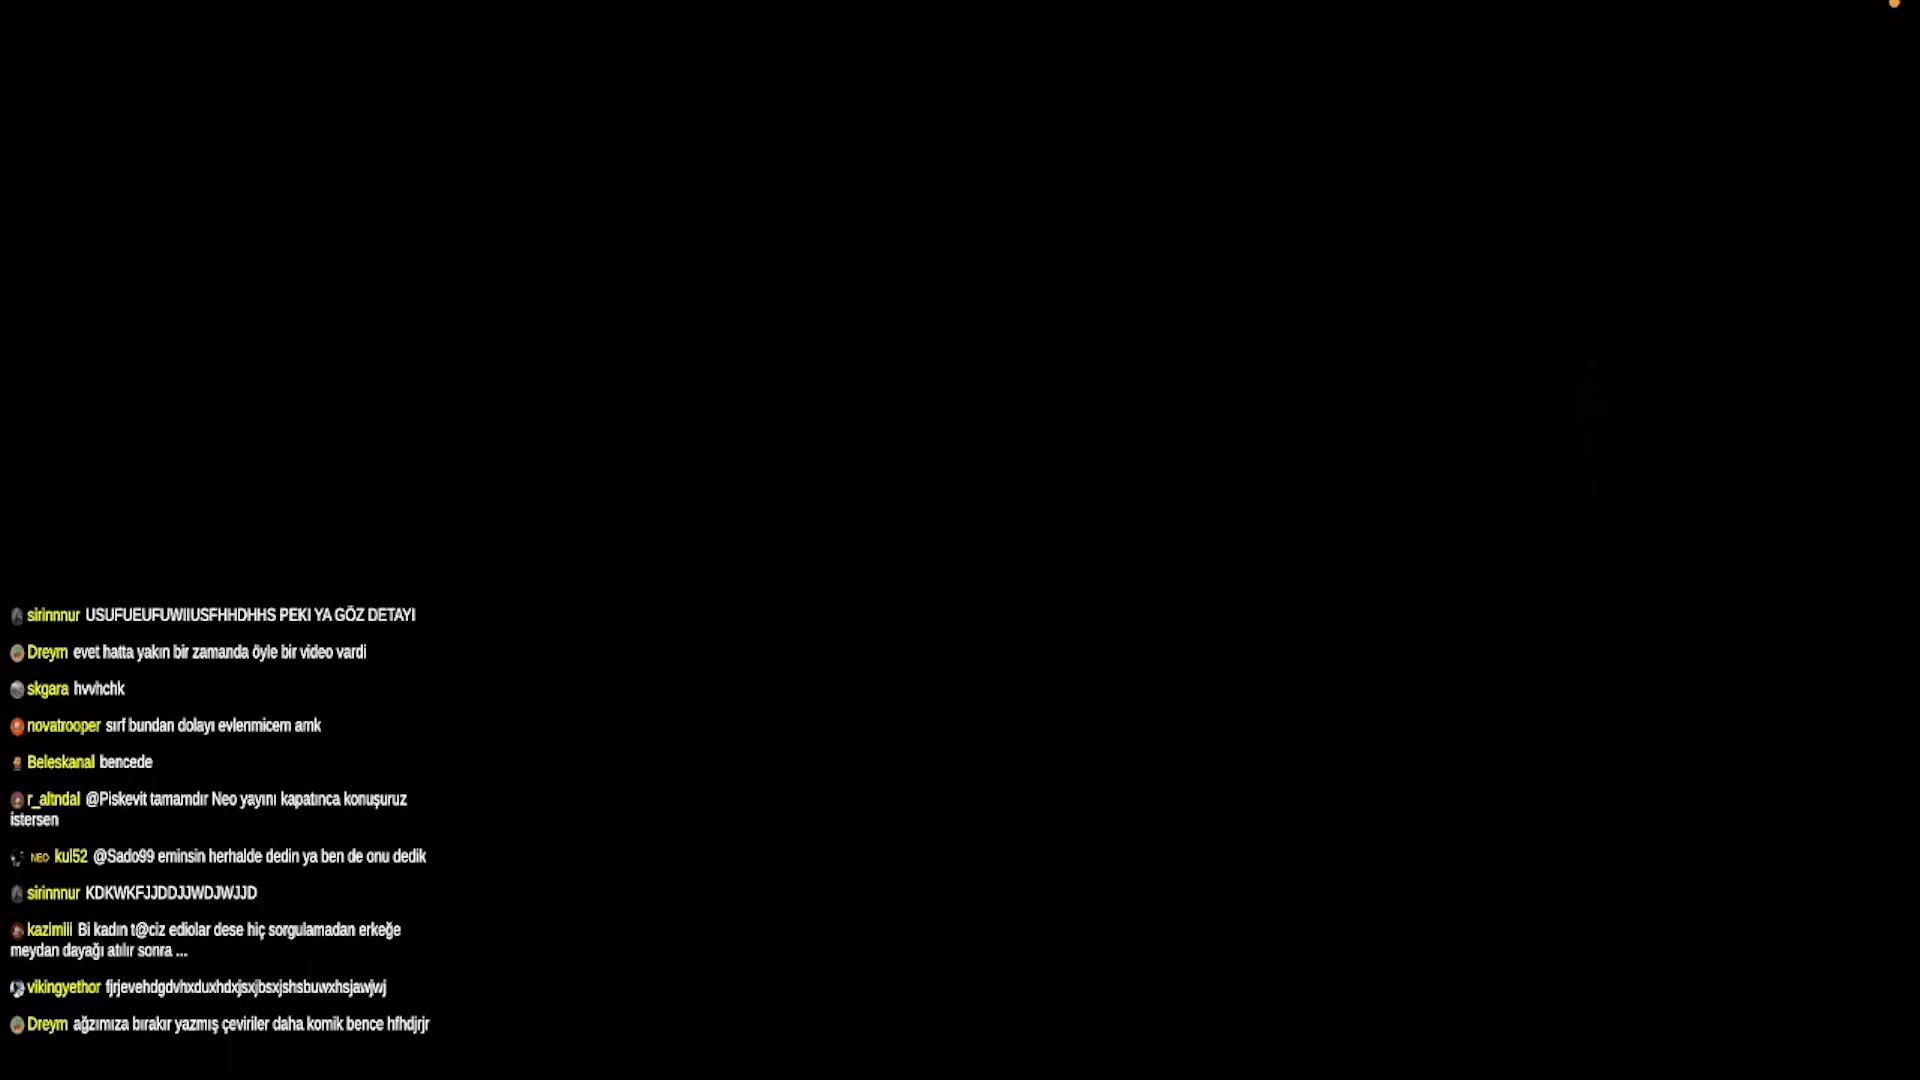 sirinnnur USUFUEUFUWIIUSFHHDHHS PEKI YA GÖZ DETAYI
Dreym evet hatta yakın bir zamanda öyle bir video vardi
skgara hvvhchk
novatrooper sırf bundan dolayı evlenmicem amk
Beleskanal bencede
r_altndal @Piskevit tamamdır Neo yayını kapatınca konuşuruz
istersen
NEO kul52 @Sado99 eminsin herhalde dedin ya ben de onu dedik
sirinnnur KDKWKFJJDDJJWDJWJJD
kazimiii Bi kadın t@ciz ediolar dese hiç sorgulamadan erkeğe
meydan dayağı atılır sonra ...
vikingyethor fjrjevehdgdvhxduxhdxjsxjbsxjshsbuwxhsjawjwj
Dreym ağzımıza bırakır yazmış çeviriler daha komik bence hfhdjrjr